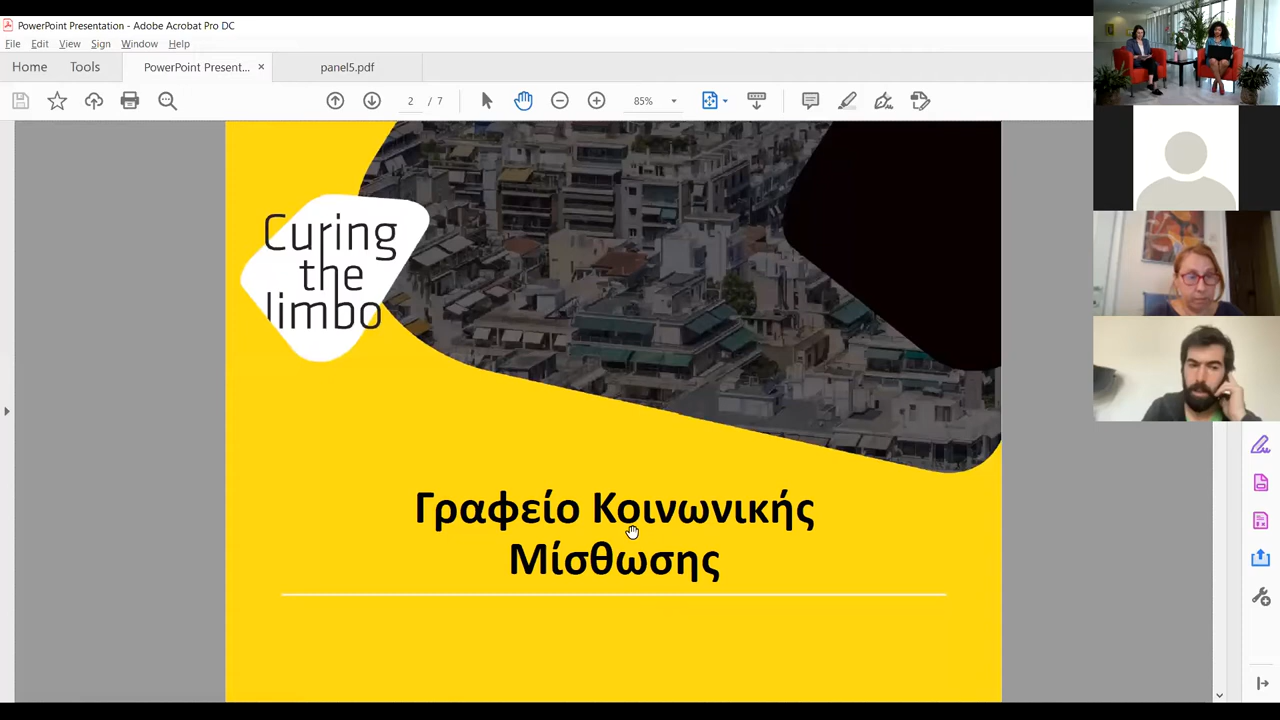 PowerPoint Presentation - Adobe Acrobat Pro DC
File Edit View Sign Window Help
Home Tools PowerPoint Present... × panel5.pdf
2 / 7 85%
Curing
the
limbo
Γραφείο Κοινωνικής
Μίσθωσης